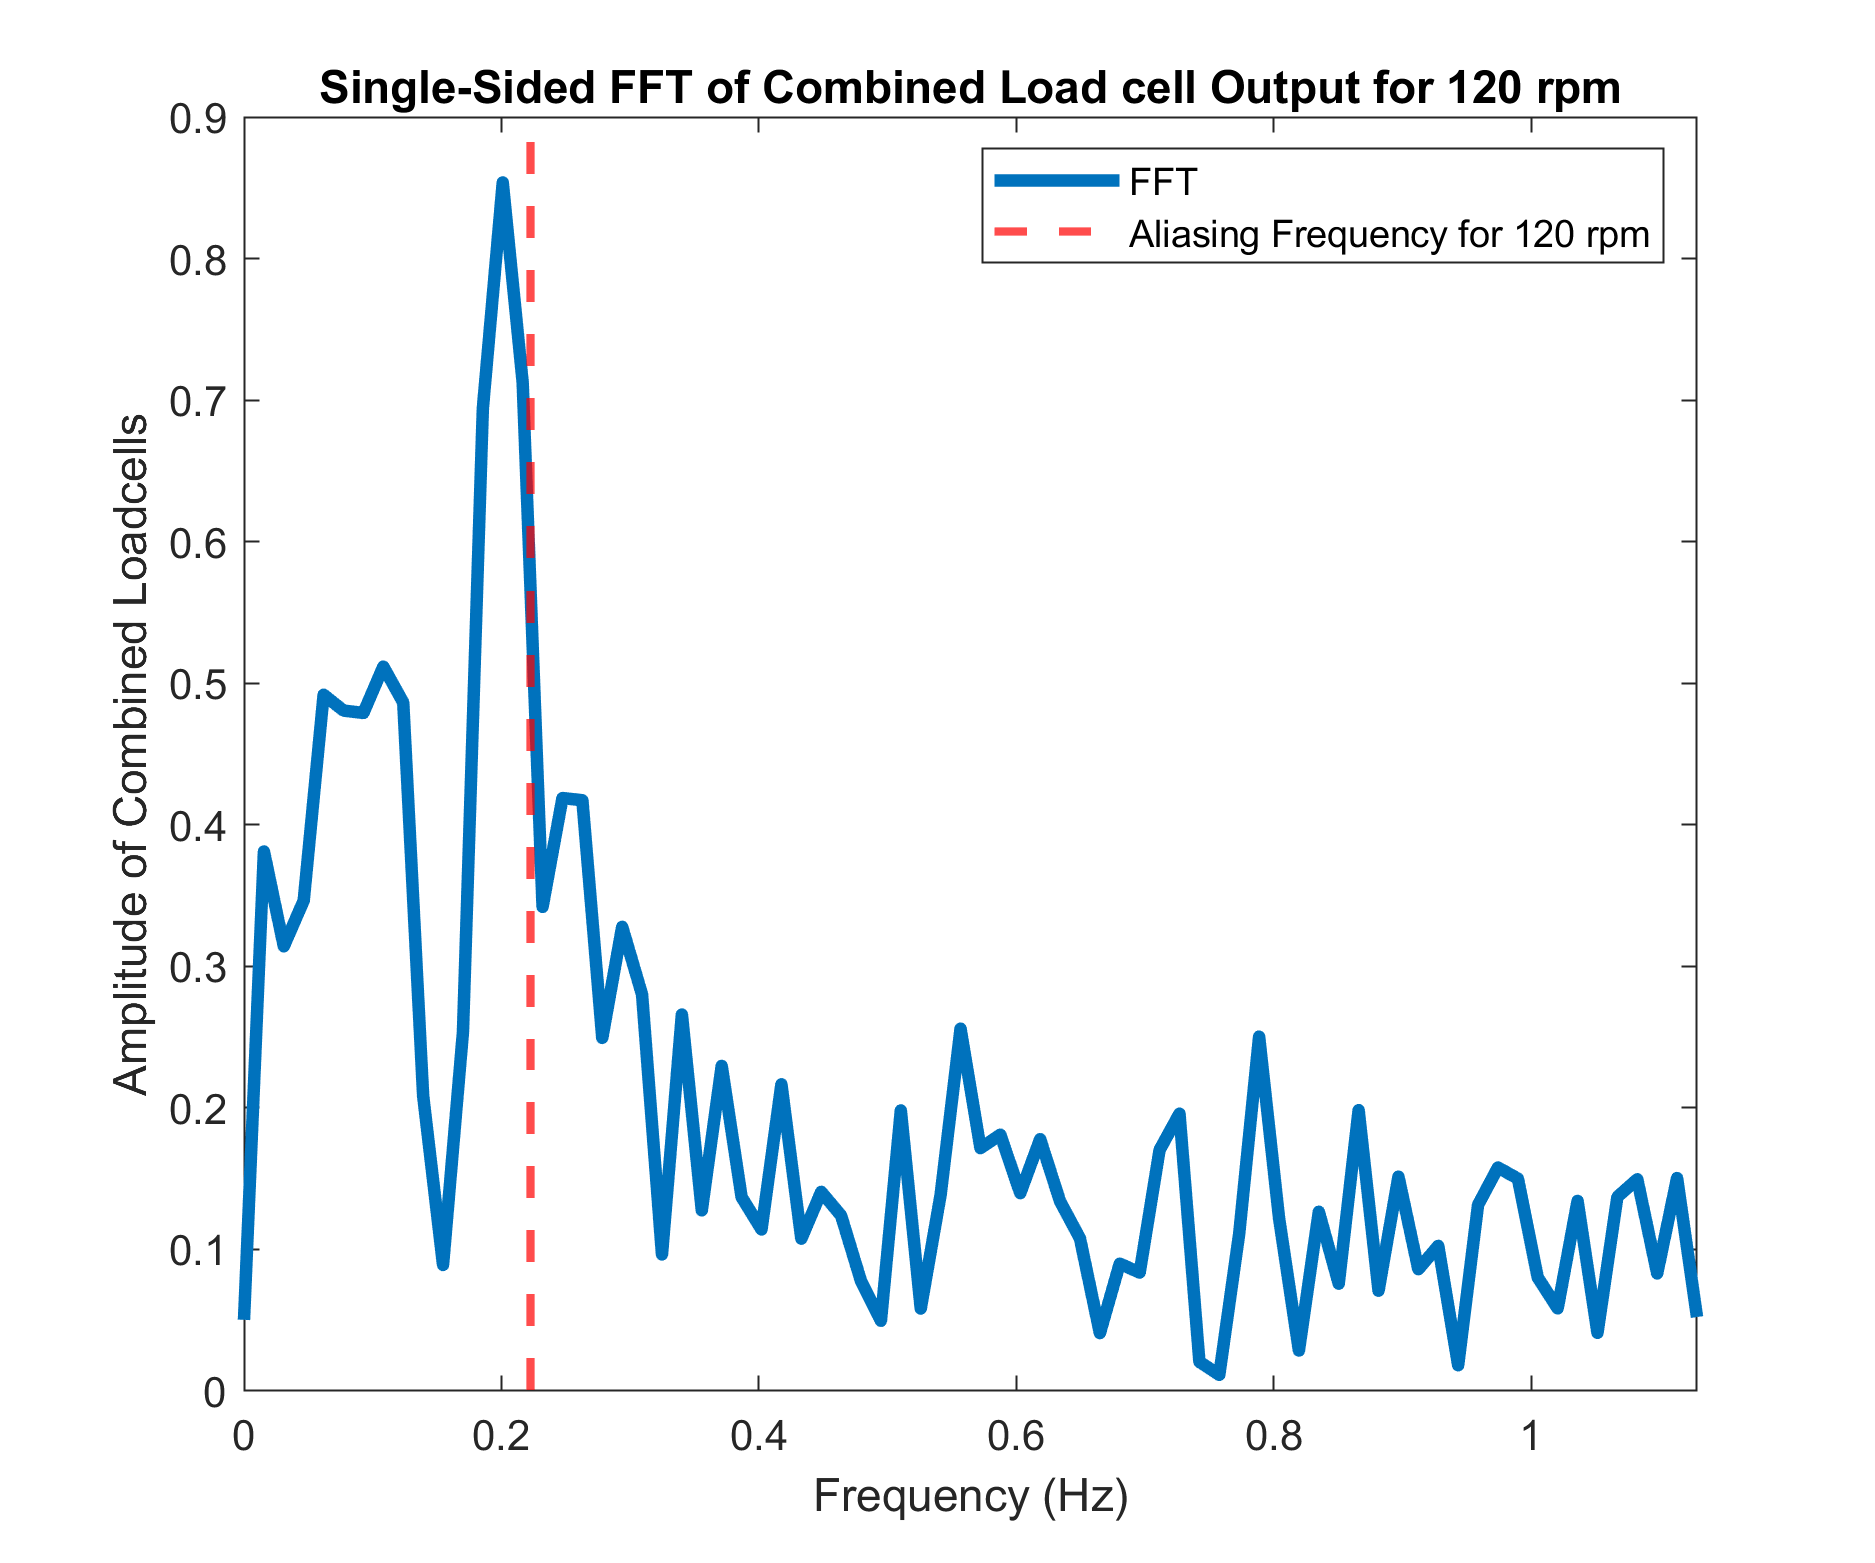 Single-Sided FFT of Combined Load cell Output for 120 rpm
FFT
Aliasing Frequency for 120 rpm
Amplitude of Combined Loadcells
0.9
0.8
0.7
0.6
0.5
0.4
0.3
0.2
0.1
0
0 0.2 0.4 0.6 0.8 1
Frequency (Hz)